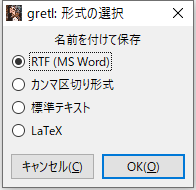 gretl: 形式の選択
名前を付けて保存
RTF (MS Word)
カンマ区切り形式
標準テキスト
LaTeX
キャンセル(C) OK(O)